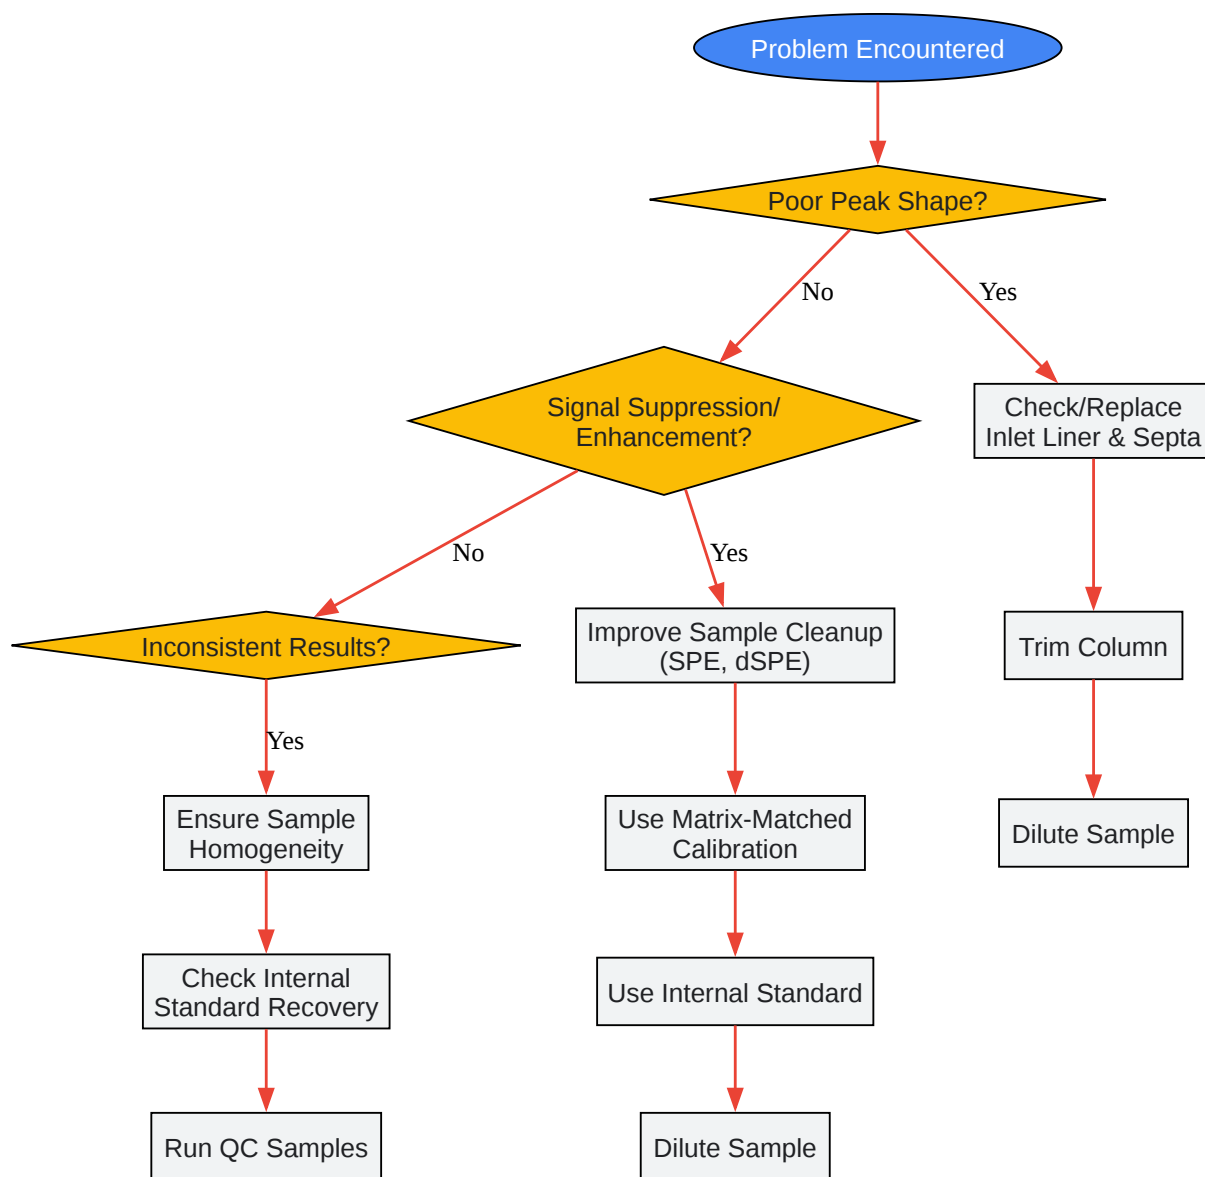 Problem Encountered
Poor Peak Shape?
No
Yes
Signal Suppression/
Enhancement?
Check/Replace
Inlet Liner & Septa
No
Yes
Inconsistent Results?
Improve Sample Cleanup
(SPE, dSPE)
Trim Column
Yes
Ensure Sample
Homogeneity
Use Matrix-Matched
Calibration
Dilute Sample
Check Internal
Standard Recovery
Use Internal Standard
Run QC Samples
Dilute Sample